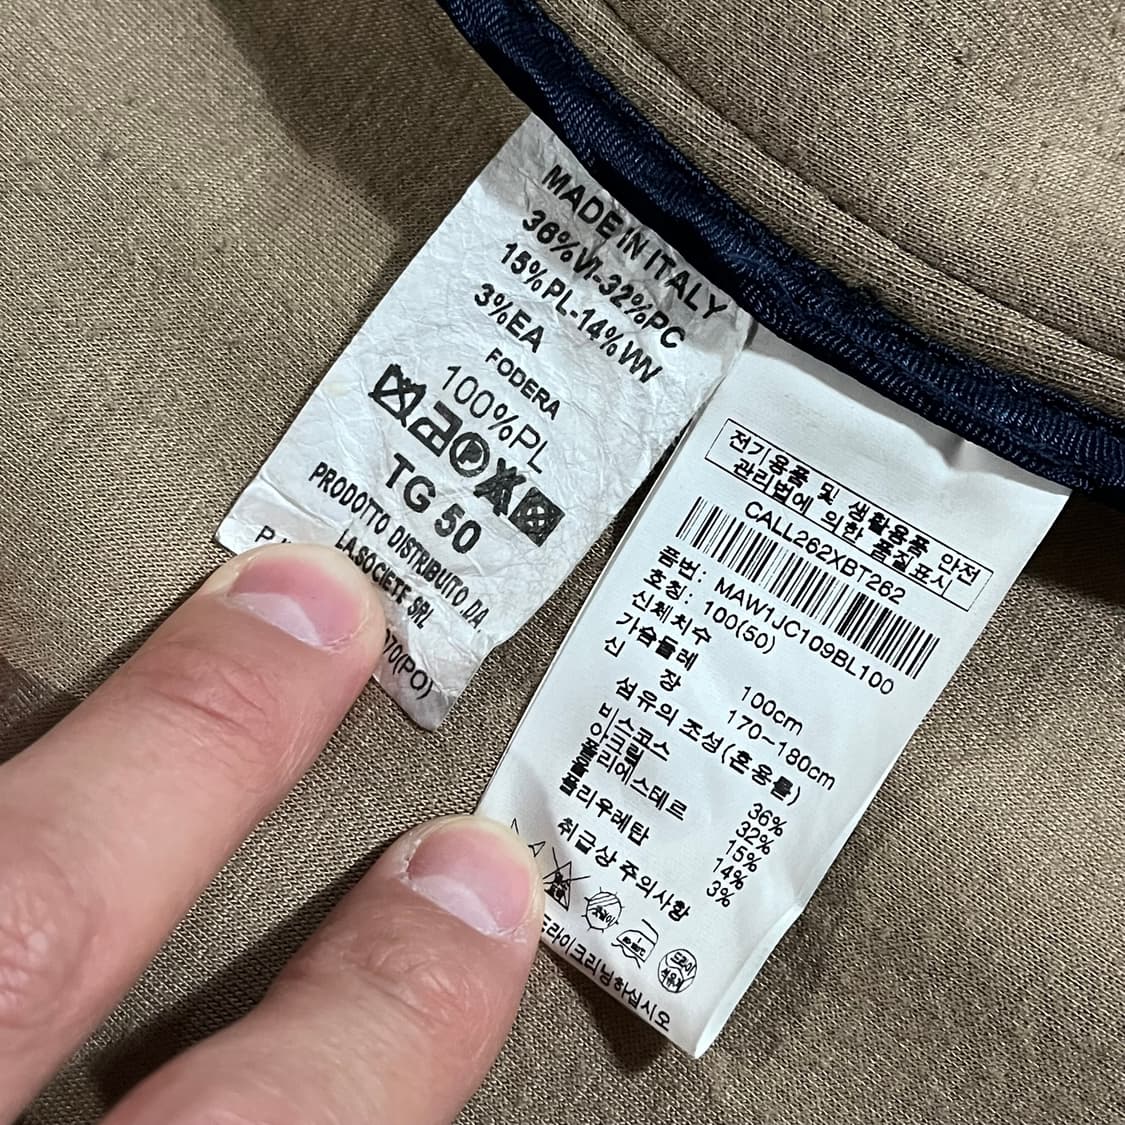 MADE IN ITALY
36%VI-32%PC
15%PL-14%WV
3%EA
FODERA
100%PL
TG 50
PRODOTTO DISTRIBUITO DA
LA SOCIETE SRL
(PO)
전기용품 및 생활용품 안전
관리법에 의한 품질표시
CALL262XBT262
품번: MAW1JC109BL100
호칭: 100(50)
신체치수
가슴둘레 100cm
신 장 170-180cm
섬유의 조성(혼용률)
비스코스 36%
아크릴 32%
폴리에스테르 15%
14%
폴리우레탄 3%
취급상 주의사항
드라이크리닝하십시오